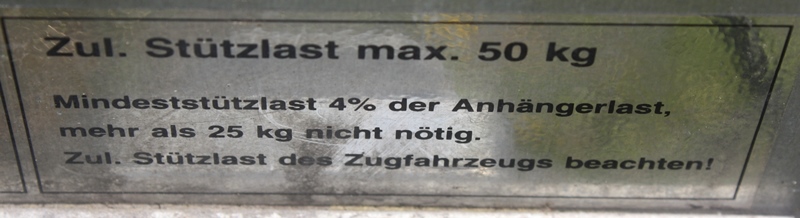 Zul. Stützlast max. 50 kg
Mindeststützlast 4% der Anhängerlast,
mehr als 25 kg nicht nötig.
Zul. Stützlast des Zugfahrzeugs beachten!